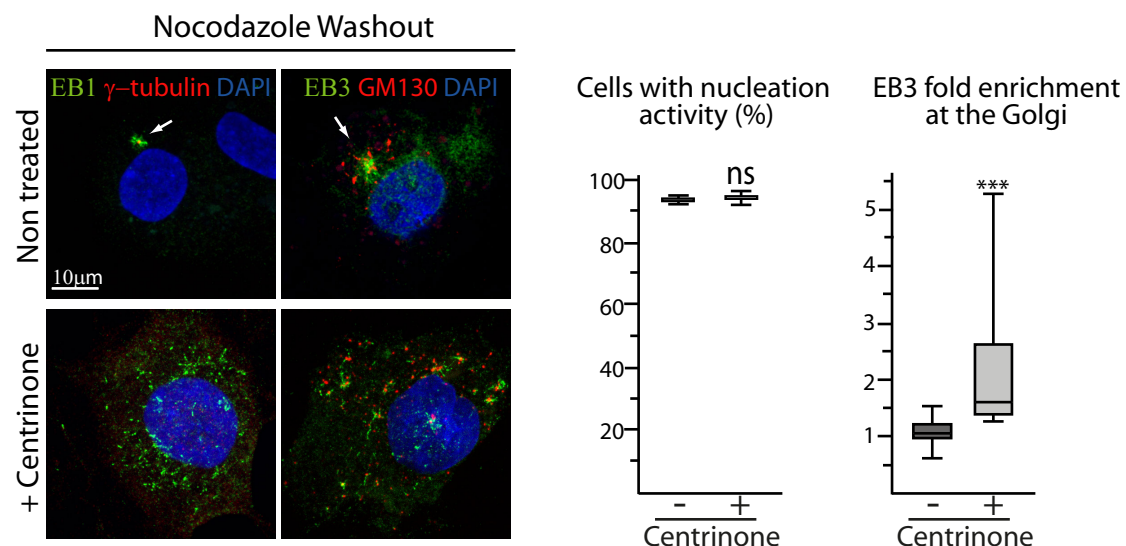 Nocodazole Washout
Non treated
EB1 γ–tubulin DAPI
10μm
EB3 GM130 DAPI
+ Centrinone
Cells with nucleation
activity (%)
100
80
60
40
20
ns
- +
Centrinone
EB3 fold enrichment
at the Golgi
5
4
3
2
1
***
- +
Centrinone